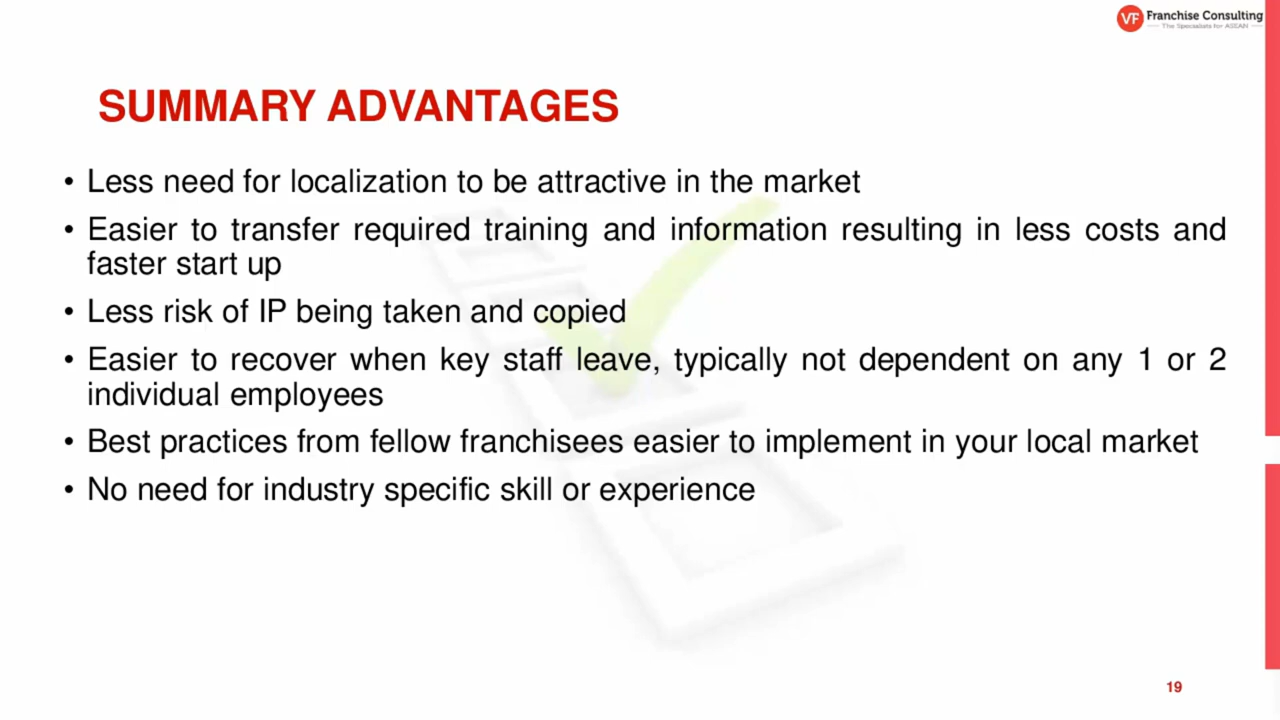 VF Franchise Consulting
The Specialists for ASEAN
SUMMARY ADVANTAGES
• Less need for localization to be attractive in the market
• Easier to transfer required training and information resulting in less costs and
faster start up
• Less risk of IP being taken and copied
• Easier to recover when key staff leave, typically not dependent on any 1 or 2
individual employees
• Best practices from fellow franchisees easier to implement in your local market
• No need for industry specific skill or experience
19